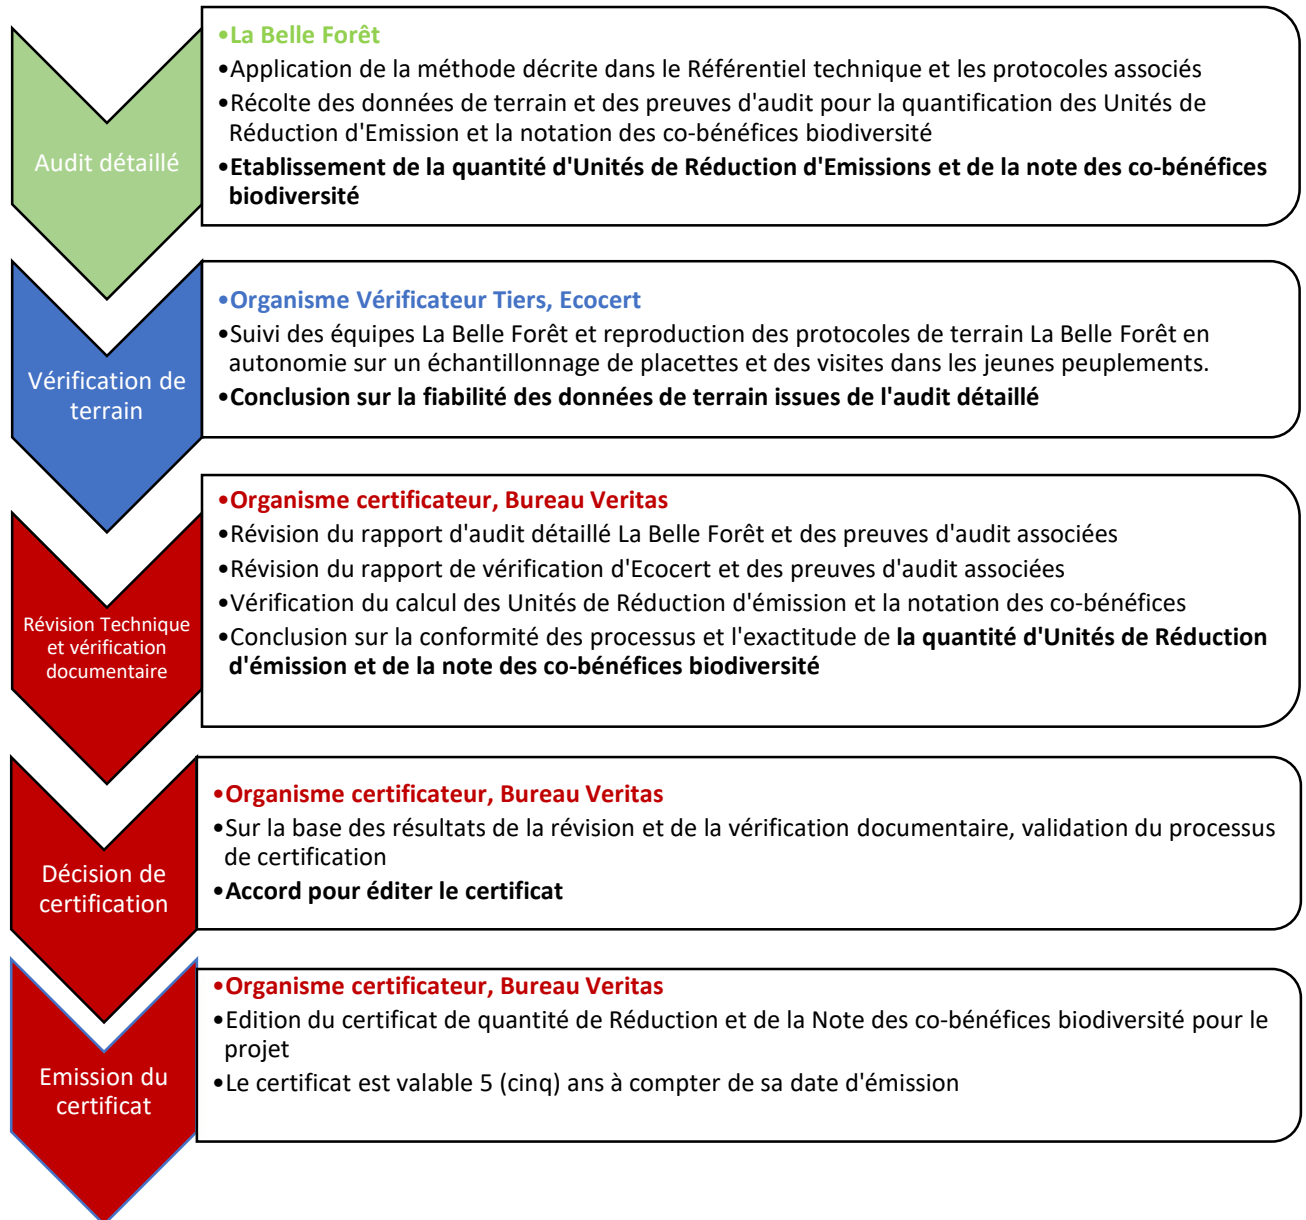 •La Belle Forêt
•Application de la méthode décrite dans le Référentiel technique et les protocoles associés
•Récolte des données de terrain et des preuves d'audit pour la quantification des Unités de
Réduction d'Emission et la notation des co-bénéfices biodiversité
•Etablissement de la quantité d'Unités de Réduction d'Emissions et de la note des co-bénéfices
biodiversité
Audit détaillé
•Organisme Vérificateur Tiers, Ecocert
•Suivi des équipes La Belle Forêt et reproduction des protocoles de terrain La Belle Forêt en
autonomie sur un échantillonnage de placettes et des visites dans les jeunes peuplements.
•Conclusion sur la fiabilité des données de terrain issues de l'audit détaillé
Vérification de
terrain
•Organisme certificateur, Bureau Veritas
•Révision du rapport d'audit détaillé La Belle Forêt et des preuves d'audit associées
•Révision du rapport de vérification d'Ecocert et des preuves d'audit associées
•Vérification du calcul des Unités de Réduction d'émission et la notation des co-bénéfices
•Conclusion sur la conformité des processus et l'exactitude de la quantité d'Unités de Réduction
d'émission et de la note des co-bénéfices biodiversité
Révision Technique
et vérification
documentaire
•Organisme certificateur, Bureau Veritas
•Sur la base des résultats de la révision et de la vérification documentaire, validation du processus
de certification
•Accord pour éditer le certificat
Décision de
certification
•Organisme certificateur, Bureau Veritas
•Edition du certificat de quantité de Réduction et de la Note des co-bénéfices biodiversité pour le
projet
•Le certificat est valable 5 (cinq) ans à compter de sa date d'émission
Emission du
certificat